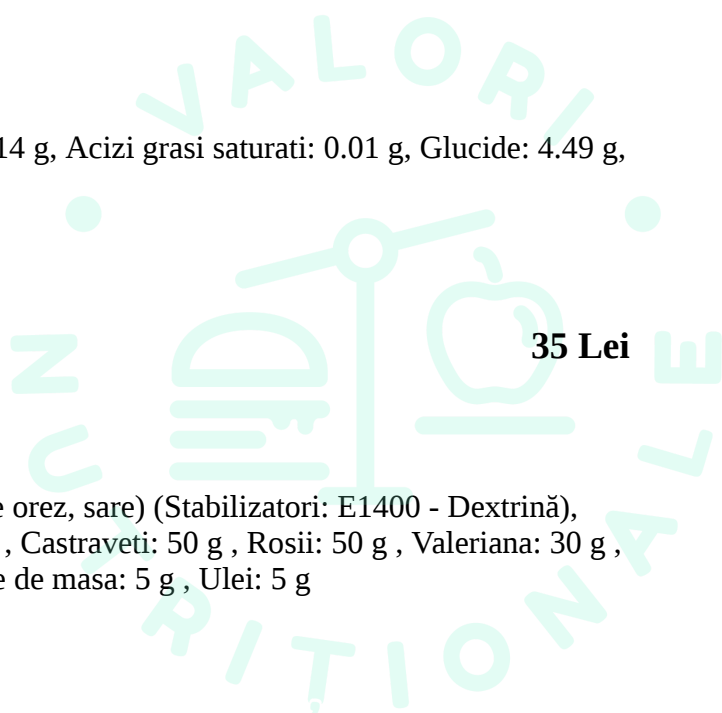 VALORI
NUTRIȚIONALE
14 g, Acizi grasi saturati: 0.01 g, Glucide: 4.49 g,
35 Lei
e orez, sare) (Stabilizatori: E1400 - Dextrină),
, Castraveti: 50 g , Rosii: 50 g , Valeriana: 30 g ,
e de masa: 5 g , Ulei: 5 g